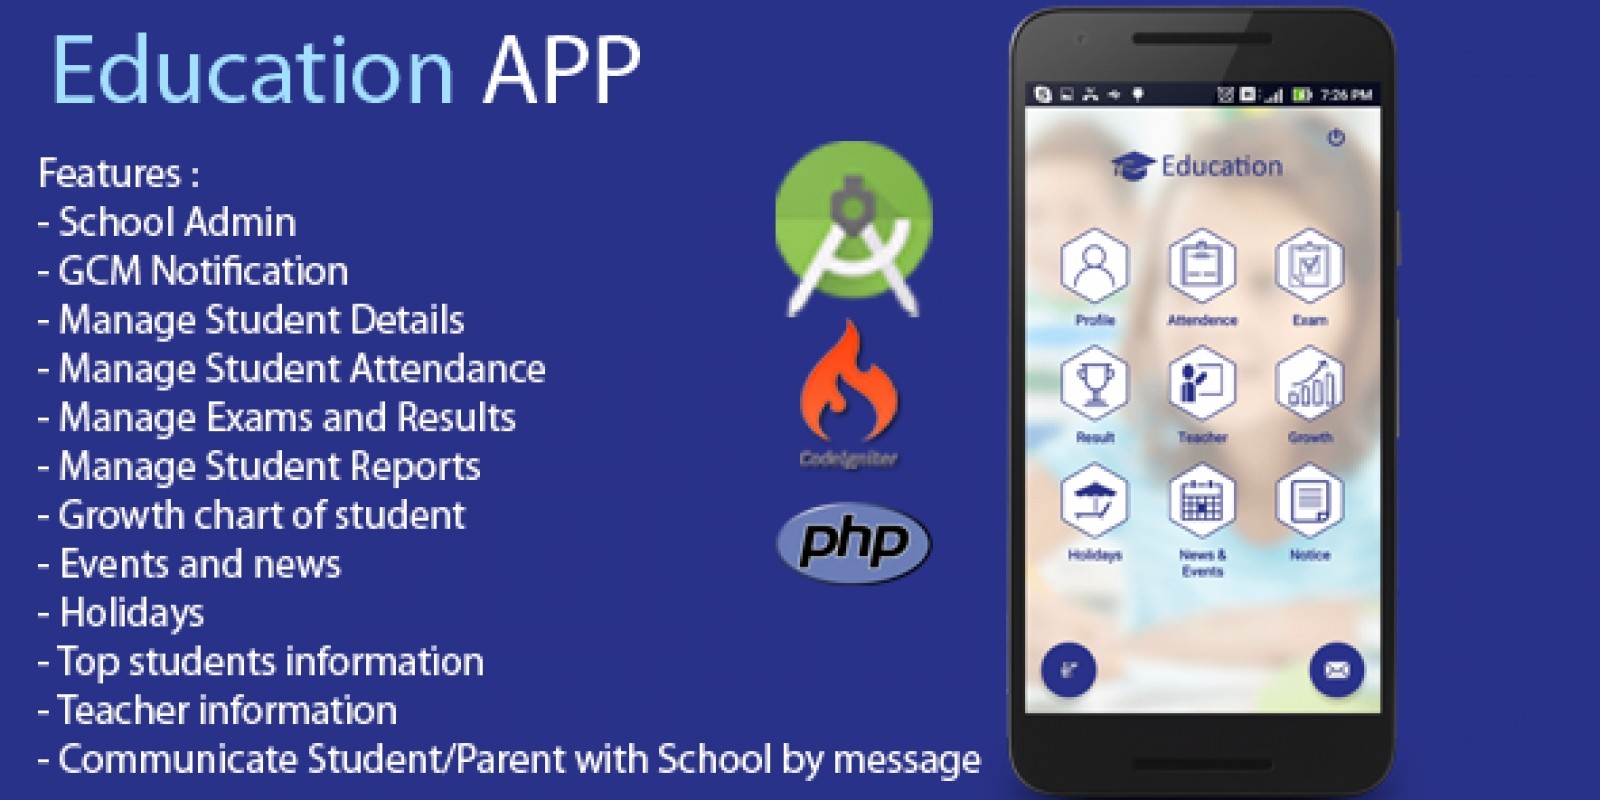 Education APP
Features :
- School Admin
- GCM Notification
- Manage Student Details
- Manage Student Attendance
- Manage Exams and Results
- Manage Student Reports
- Growth chart of student
- Events and news
- Holidays
- Top students information
- Teacher information
- Communicate Student/Parent with School by message
CodeIgniter
php
7:26 PM
Education
Profile
Attendence
Exam
Result
Teacher
Growth
Holidays
News &
Events
Notice